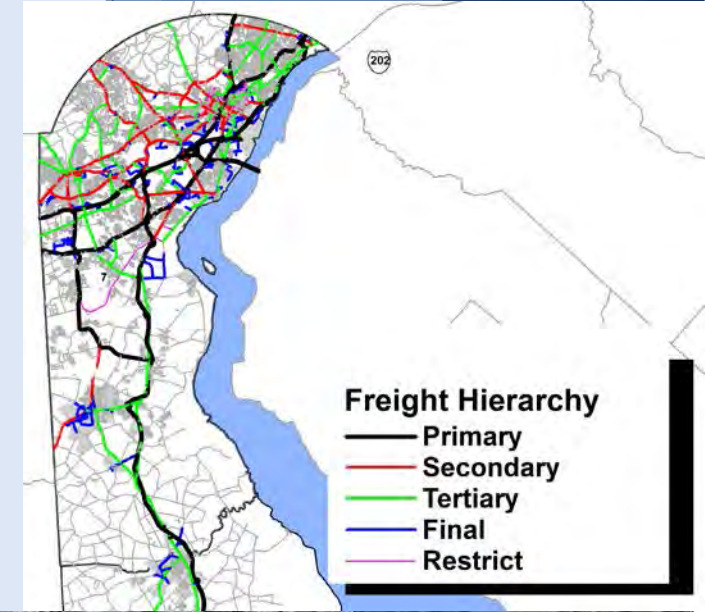 202
7
Freight Hierarchy
Primary
Secondary
Tertiary
Final
Restrict